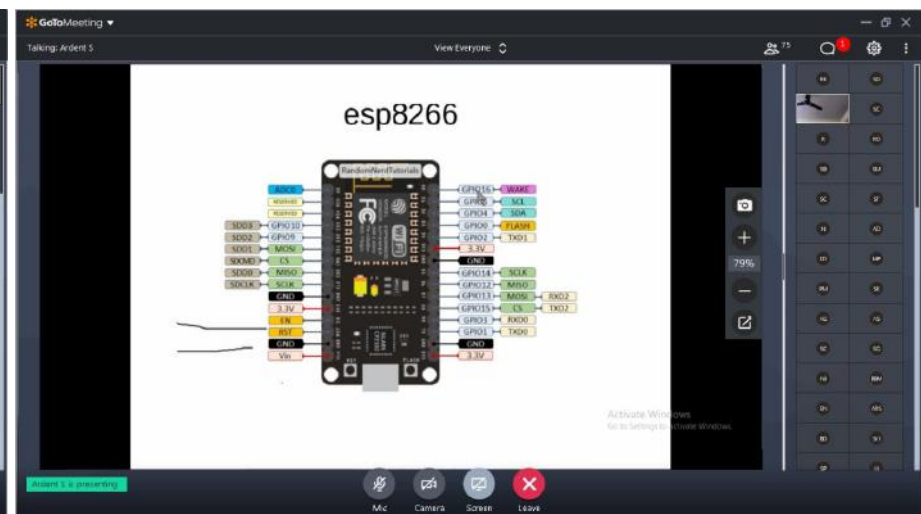 GoToMeeting
Talking: Ardent S
View Everyone
75
1
esp8266
RandomNerdTutorials
ADC0
RESERVED
RESERVED
SDD3 GPIO10
SDD2 GPIO9
SDD1 MOSI
SDCMD CS
SDD0 MISO
SDCLK SCLK
GND
3.3V
EN
RST
GND
Vin
GPIO16 WAKE
GPIO5 SCL
GPIO4 SDA
GPIO0 FLASH
GPIO2 TXD1
3.3V
GND
GPIO14 SCLK
GPIO12 MISO
GPIO13 MOSI RXD2
GPIO15 CS TXD2
GPIO3 RXD0
GPIO1 TXD0
GND
3.3V
FC
WiFi
FLASH
79%
Activate Windows
Go to Settings to activate Windows.
Ardent S is presenting
Mic
Camera
Screen
Leave